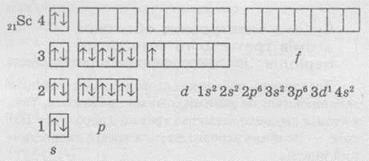 ₂₁Sc 4 ↑↓
3 ↑↓ ↑↓ ↑↓ ↑↓ ↑ f
2 ↑↓ ↑↓ ↑↓ ↑↓ d 1s² 2s² 2p⁶ 3s² 3p⁶ 3d¹ 4s²
1 ↑↓ p
s